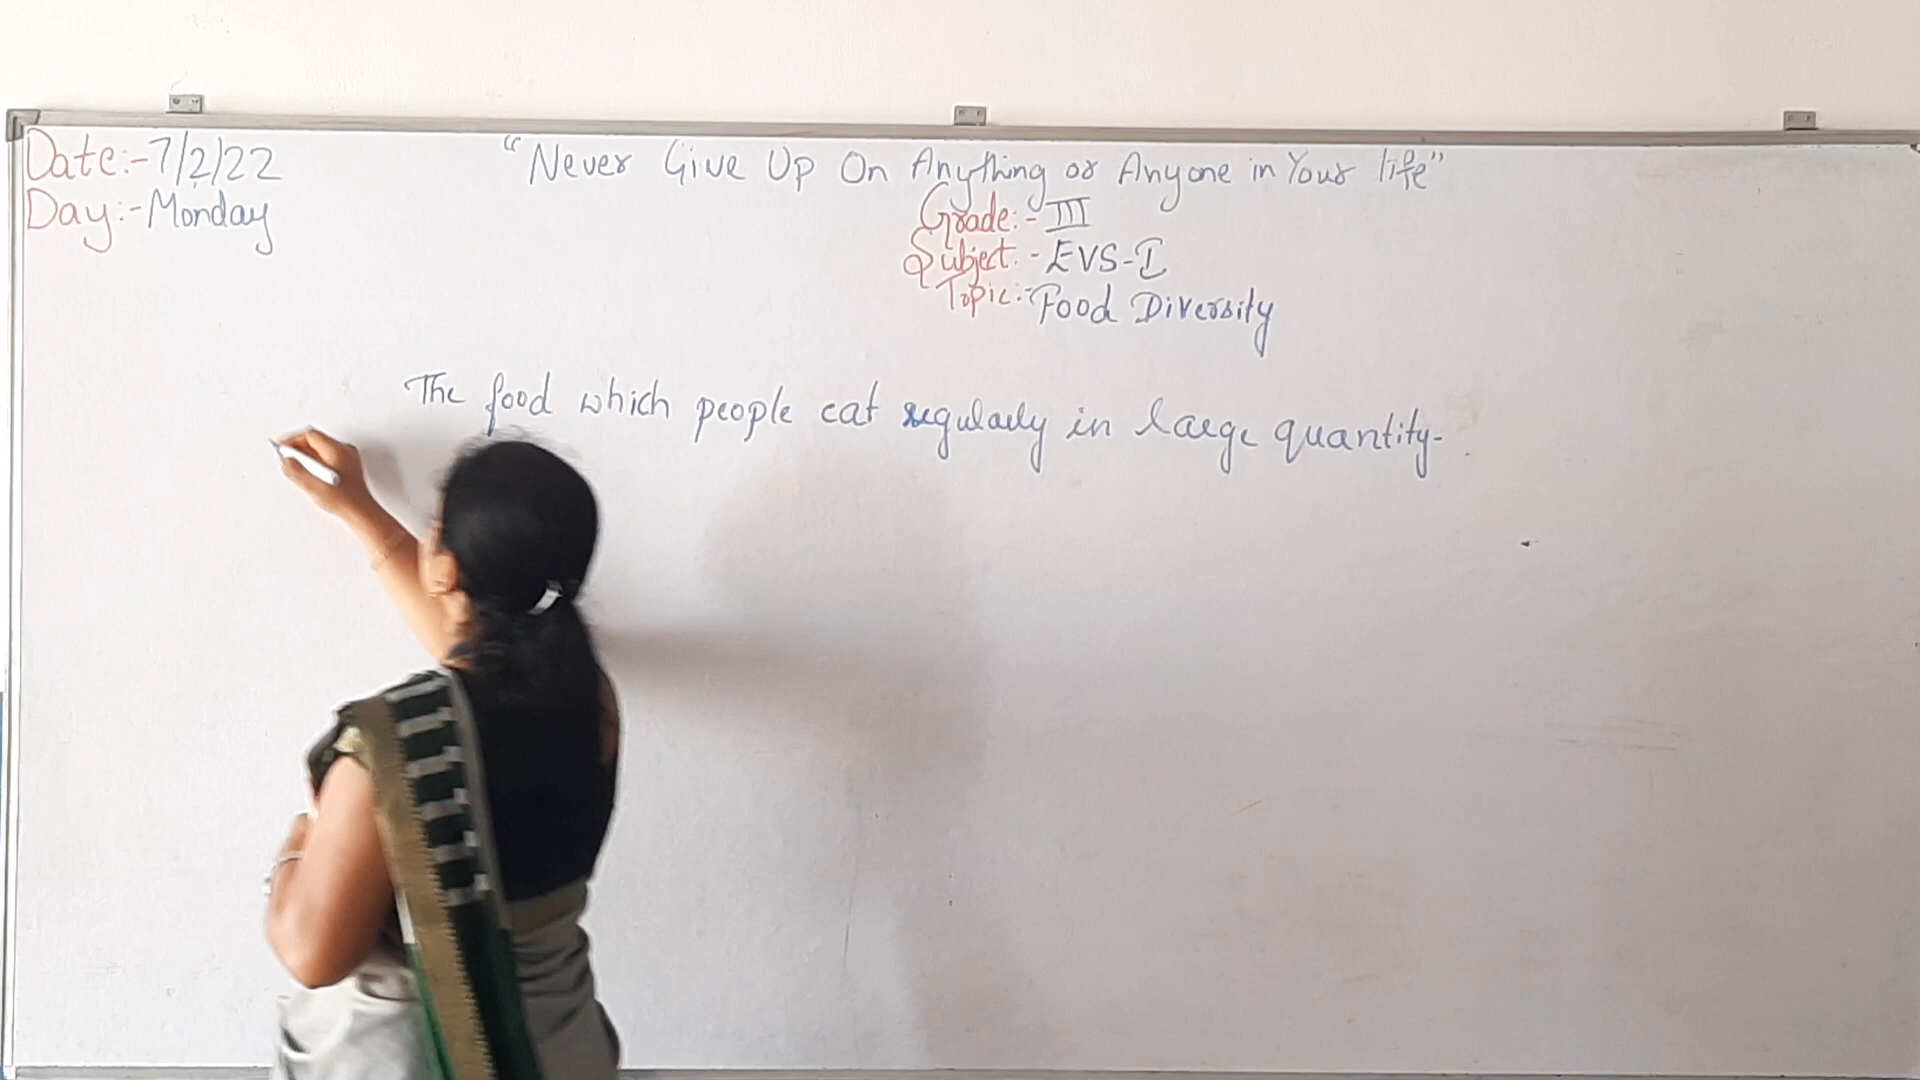 Date:-7/2/22
Day:-Monday
"Never Give Up On Anything or Anyone in Your life"
Grade:- III
Subject:- EVS-I
Topic:- Food Diversity
The food which people eat regularly in large quantity.